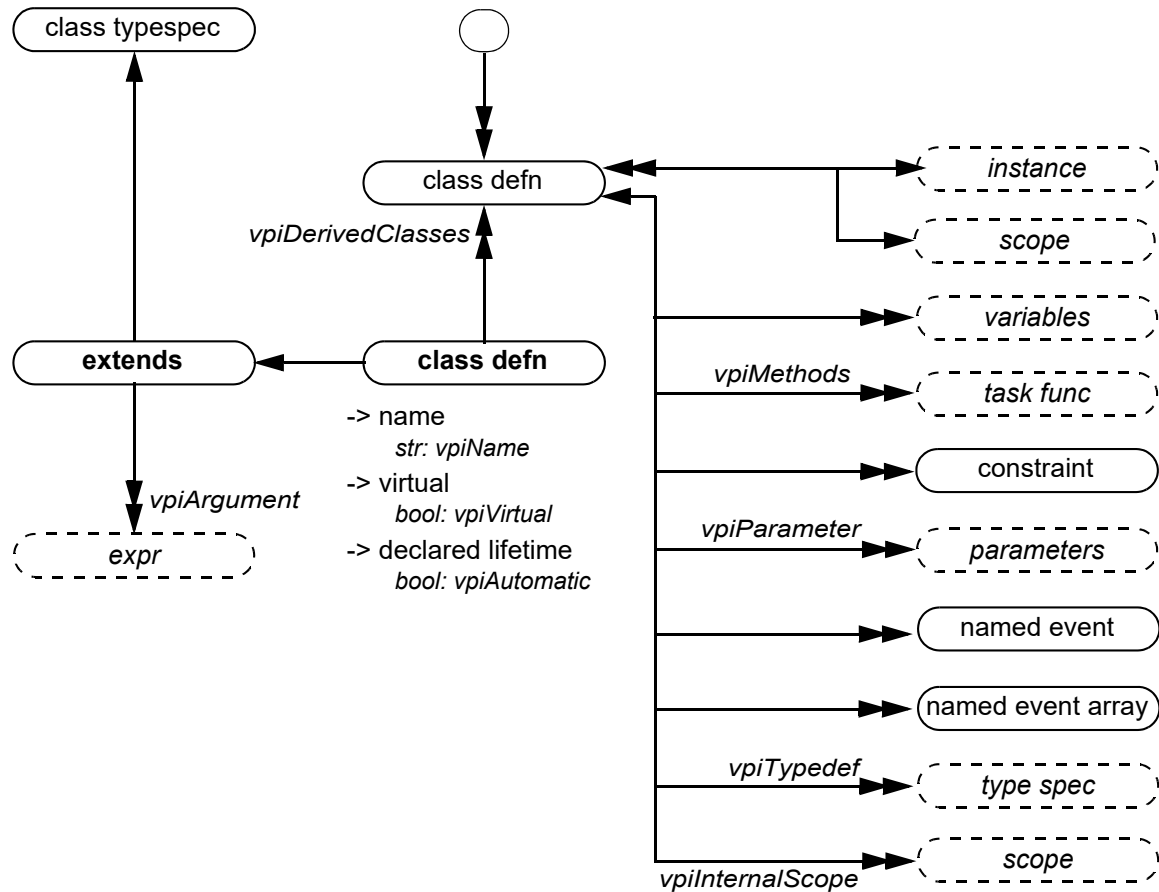 class typespec
class defn
instance
vpiDerivedClasses
scope
variables
extends
class defn
vpiMethods
task func
-> name
str: vpiName
constraint
-> virtual
bool: vpiVirtual
vpiArgument
vpiParameter
parameters
expr
-> declared lifetime
bool: vpiAutomatic
named event
named event array
vpiTypedef
type spec
scope
vpiInternalScope